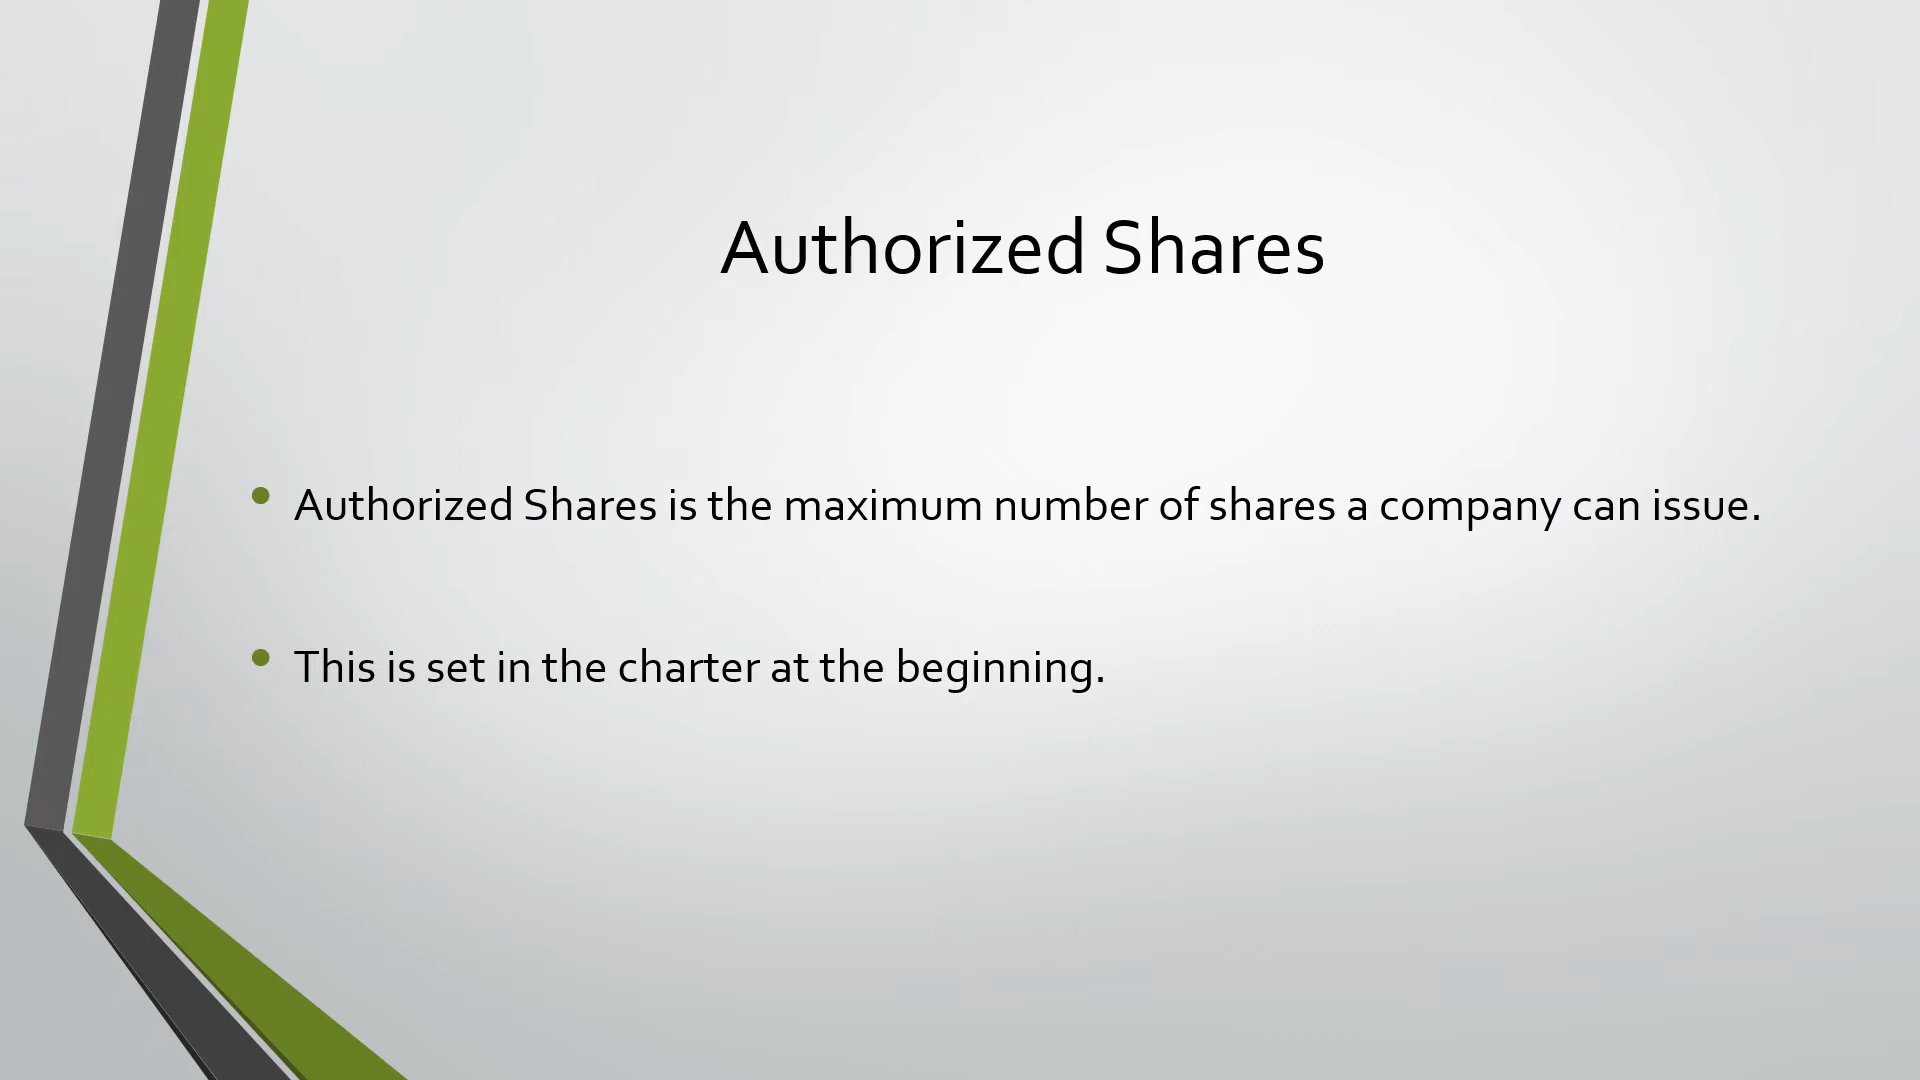 Authorized Shares
• Authorized Shares is the maximum number of shares a company can issue.
• This is set in the charter at the beginning.